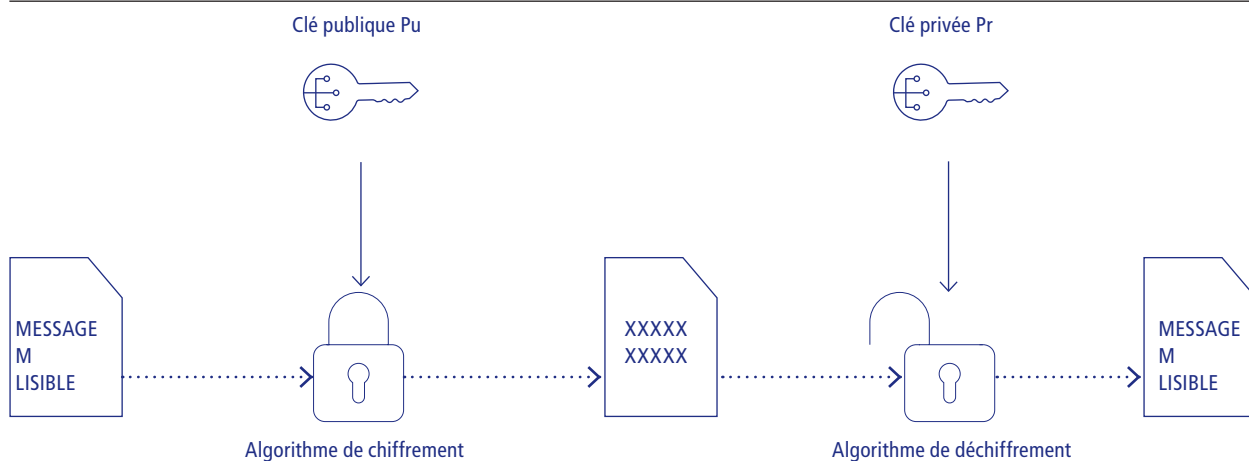 Clé publique Pu
Clé privée Pr
MESSAGE
M
LISIBLE
XXXXX
XXXXX
MESSAGE
M
LISIBLE
Algorithme de chiffrement
Algorithme de déchiffrement